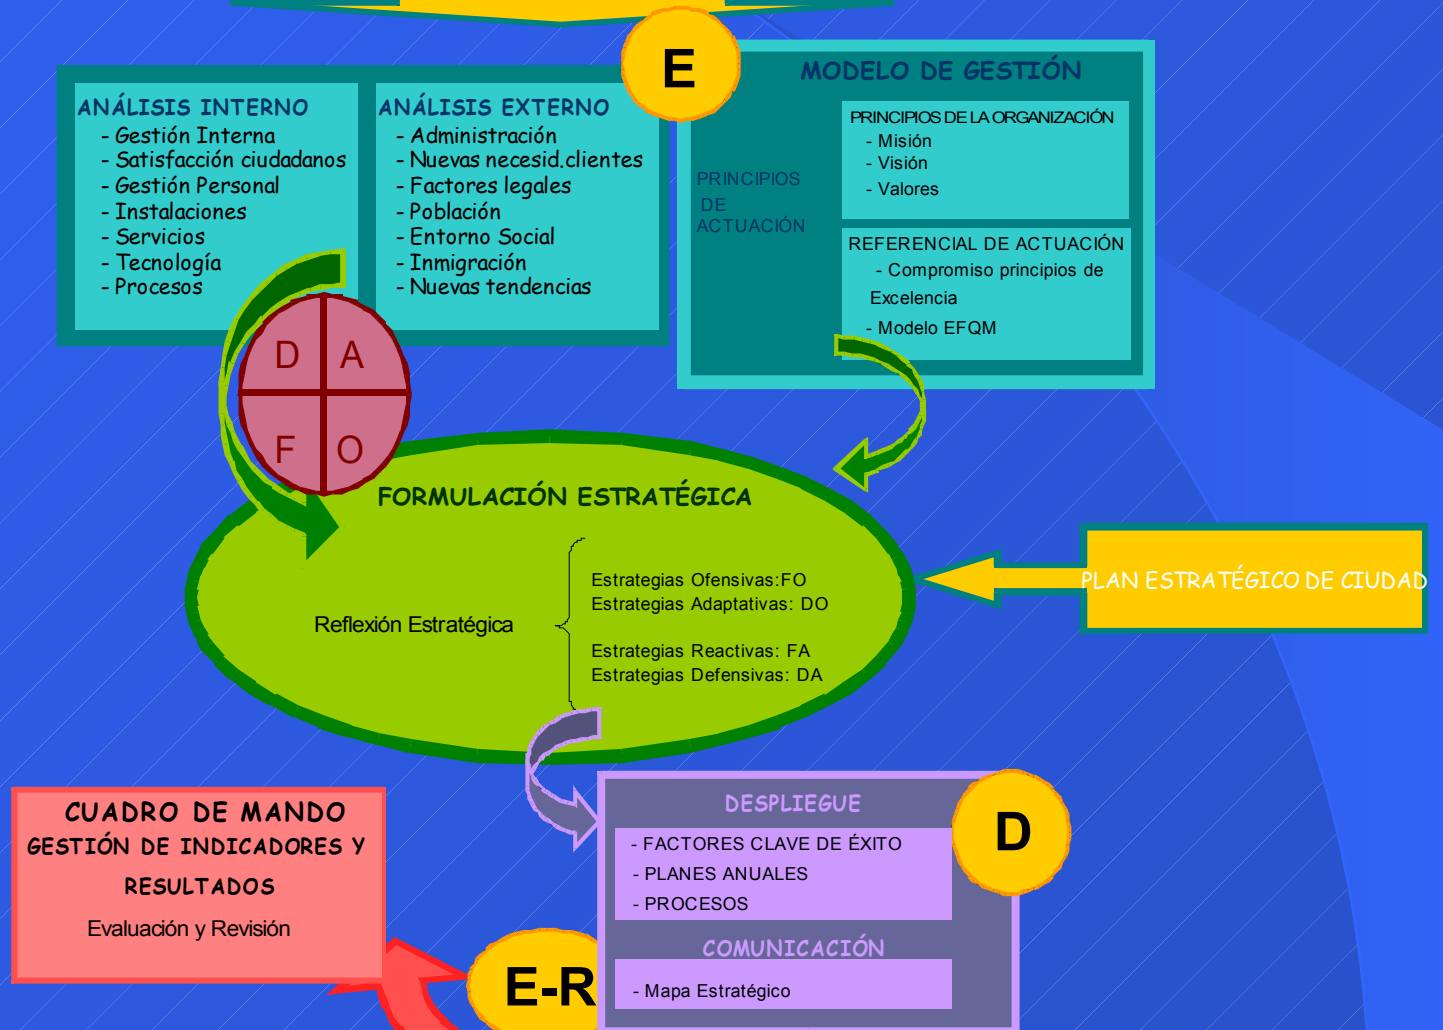 E
MODELO DE GESTIÓN
ANÁLISIS INTERNO
- Gestión Interna
- Satisfacción ciudadanos
- Gestión Personal
- Instalaciones
- Servicios
- Tecnología
- Procesos
ANÁLISIS EXTERNO
- Administración
- Nuevas necesid.clientes
- Factores legales
- Población
- Entorno Social
- Inmigración
- Nuevas tendencias
PRINCIPIOS
DE
ACTUACIÓN
PRINCIPIOS DE LA ORGANIZACIÓN
- Misión
- Visión
- Valores
REFERENCIAL DE ACTUACIÓN
- Compromiso principios de
Excelencia
- Modelo EFQM
D A
F O
FORMULACIÓN ESTRATÉGICA
Reflexión Estratégica
Estrategias Ofensivas:FO
Estrategias Adaptativas: DO
Estrategias Reactivas: FA
Estrategias Defensivas: DA
PLAN ESTRATÉGICO DE CIUDAD
CUADRO DE MANDO
GESTIÓN DE INDICADORES Y
RESULTADOS
Evaluación y Revisión
E-R
DESPLIEGUE
- FACTORES CLAVE DE ÉXITO
- PLANES ANUALES
- PROCESOS
COMUNICACIÓN
- Mapa Estratégico
D